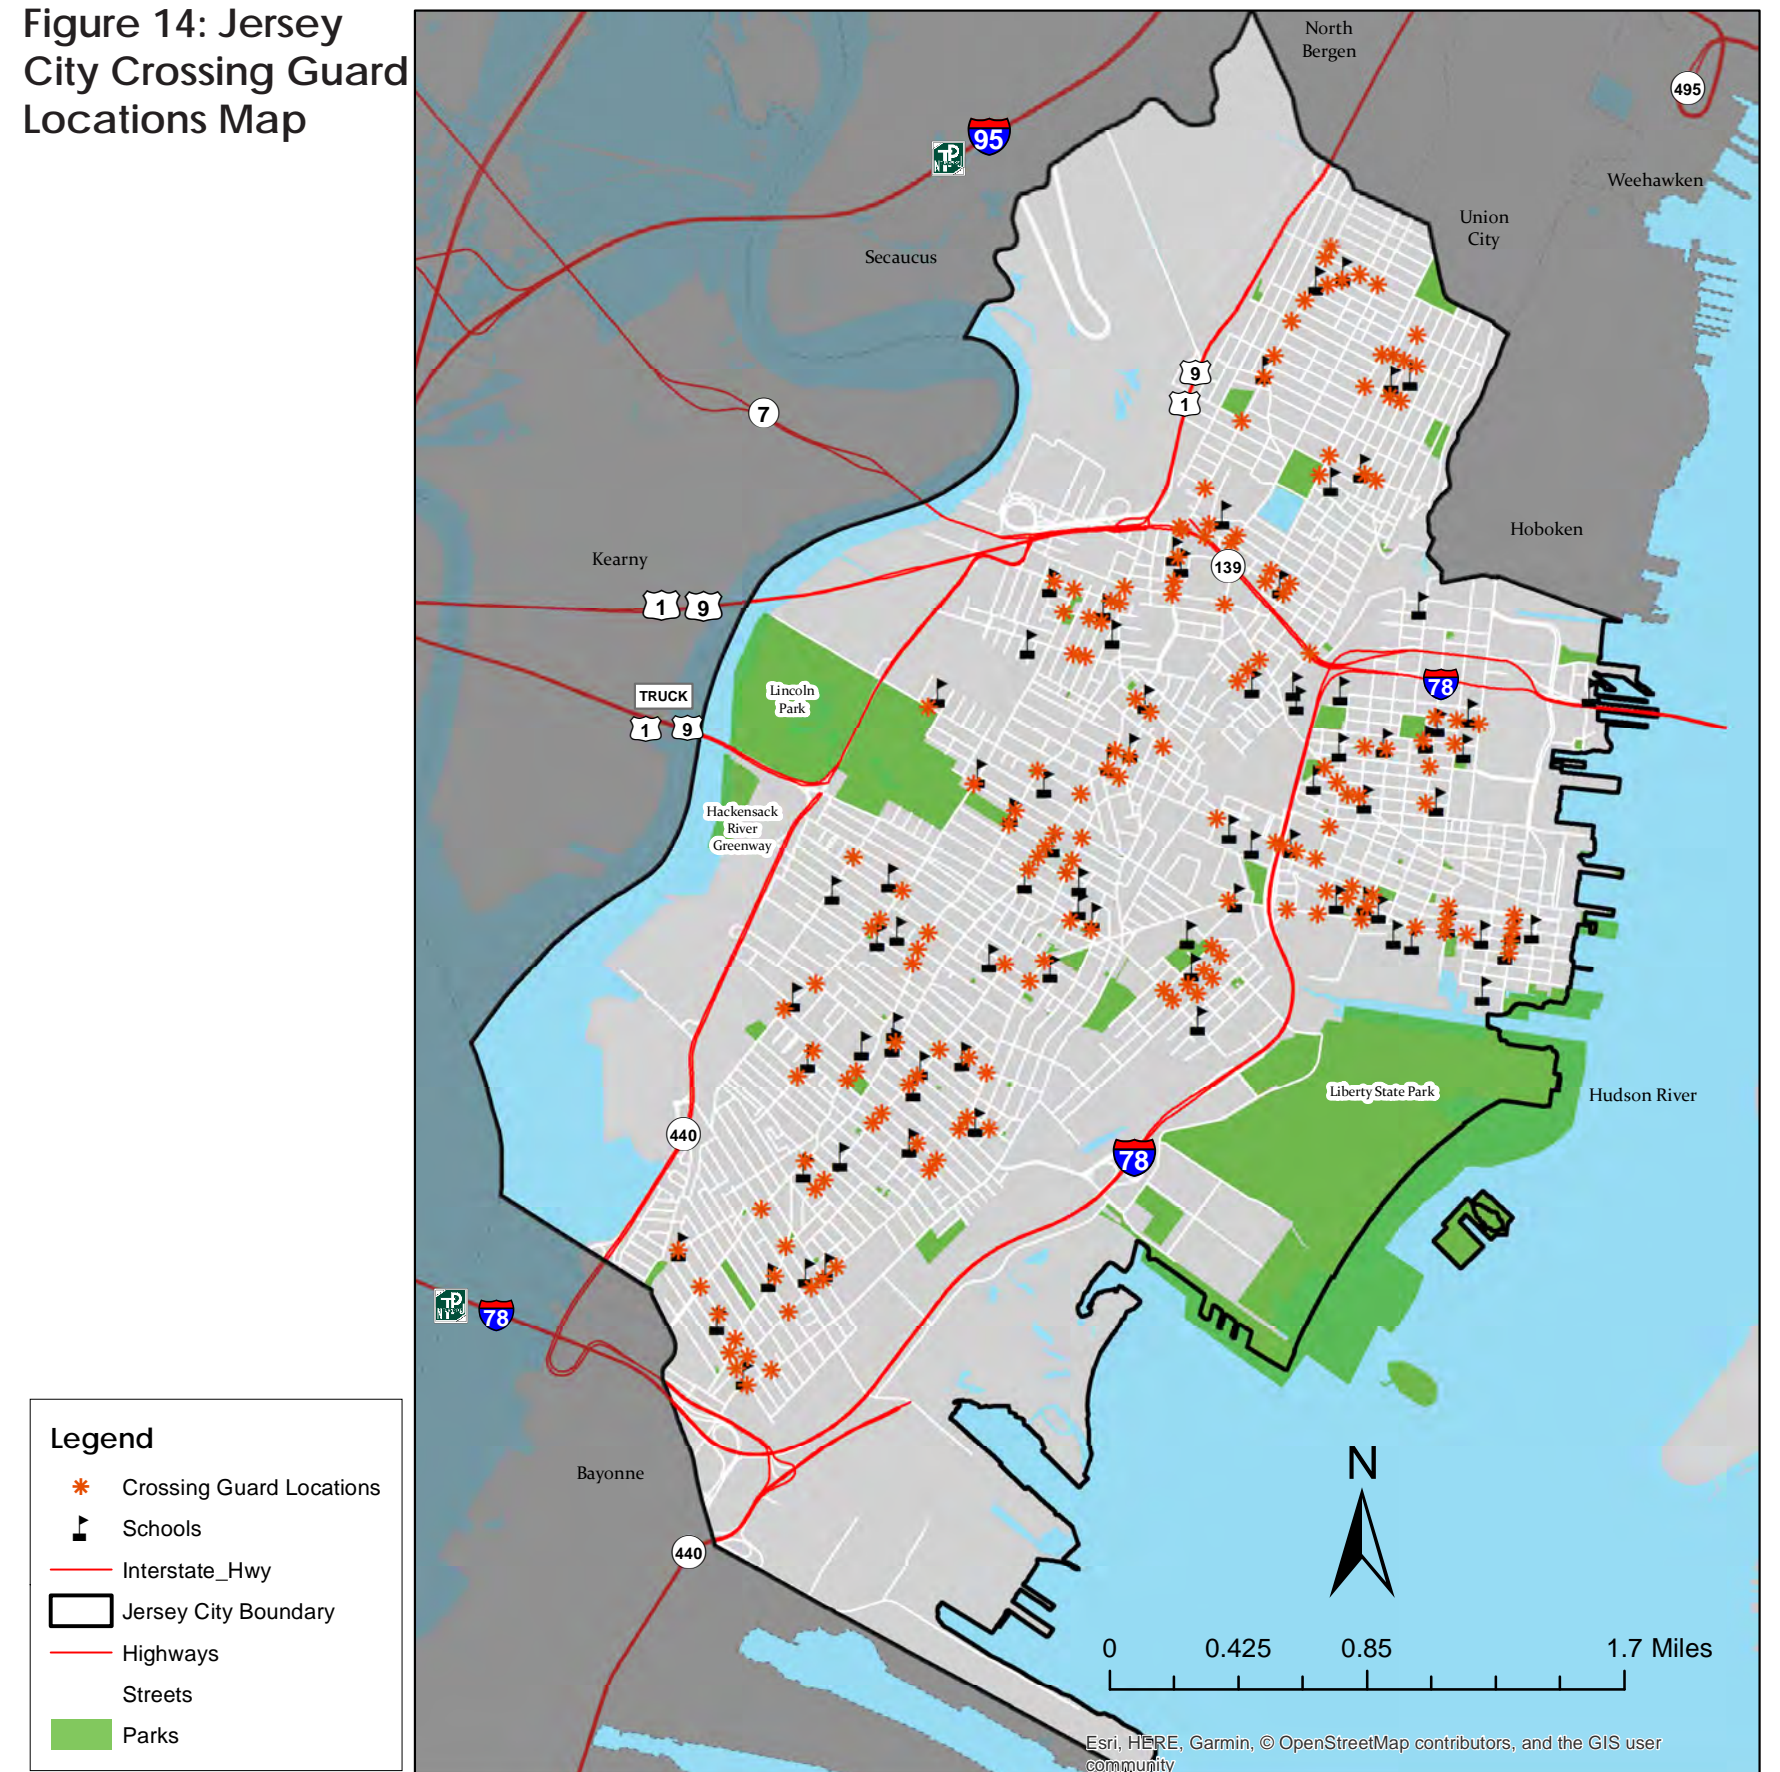 Figure 14: Jersey
City Crossing Guard
Locations Map
North
Bergen
495
95
Weehawken
Union
City
Secaucus
9
1
7
Hoboken
Kearny
139
1 9
TRUCK
1 9
Lincoln
Park
78
Hackensack
River
Greenway
Liberty State Park
Hudson River
440
78
78
Bayonne
440
N
0 0.425 0.85 1.7 Miles
Esri, HERE, Garmin, © OpenStreetMap contributors, and the GIS user
community
Legend
Crossing Guard Locations
Schools
Interstate_Hwy
Jersey City Boundary
Highways
Streets
Parks